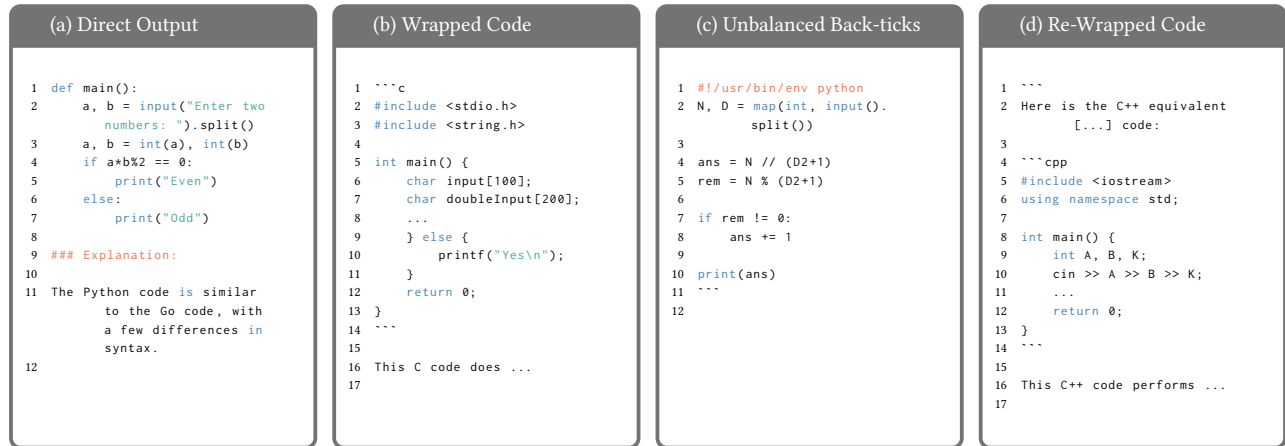 (a) Direct Output
1 def main():
2     a, b = input("Enter two
            numbers: ").split()
3     a, b = int(a), int(b)
4     if a*b%2 == 0:
5         print("Even")
6     else:
7         print("Odd")
8
9 ### Explanation:
10
11 The Python code is similar
            to the Go code, with
            a few differences in
            syntax.
12
(b) Wrapped Code
1 ```c
2 #include <stdio.h>
3 #include <string.h>
4
5 int main() {
6     char input[100];
7     char doubleInput[200];
8     ...
9     } else {
10         printf("Yes\n");
11     }
12     return 0;
13 }
14 ```
15
16 This C code does ...
17
(c) Unbalanced Back-ticks
1 #!/usr/bin/env python
2 N, D = map(int, input().
            split())
3
4 ans = N // (D2+1)
5 rem = N % (D2+1)
6
7 if rem != 0:
8     ans += 1
9
10 print(ans)
11 ```
12
(d) Re-Wrapped Code
1 ```
2 Here is the C++ equivalent
            [...] code:
3
4 ```cpp
5 #include <iostream>
6 using namespace std;
7
8 int main() {
9     int A, B, K;
10     cin >> A >> B >> K;
11     ...
12     return 0;
13 }
14 ```
15
16 This C++ code performs ...
17